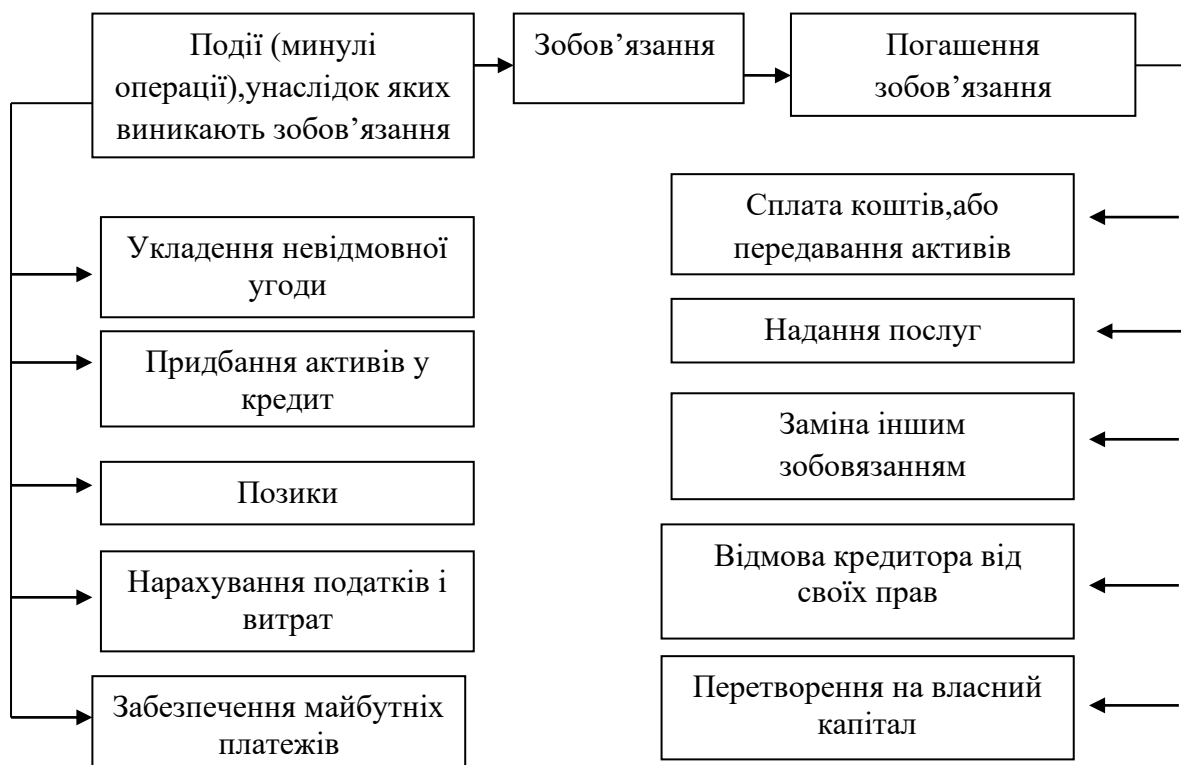 Події (минулі
операції),унаслідок яких
виникають зобов’язання
Зобов’язання
Погашення
зобов’язання
Укладення невідмовної
угоди
Придбання активів у
кредит
Позики
Нарахування податків і
витрат
Забезпечення майбутніх
платежів
Сплата коштів,або
передавання активів
Надання послуг
Заміна іншим
зобовязанням
Відмова кредитора від
своїх прав
Перетворення на власний
капітал